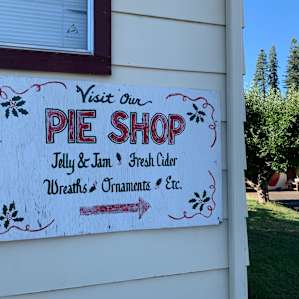 Visit Our
PIE SHOP
Jelly & Jam Fresh Cider
Wreaths Ornaments Etc.